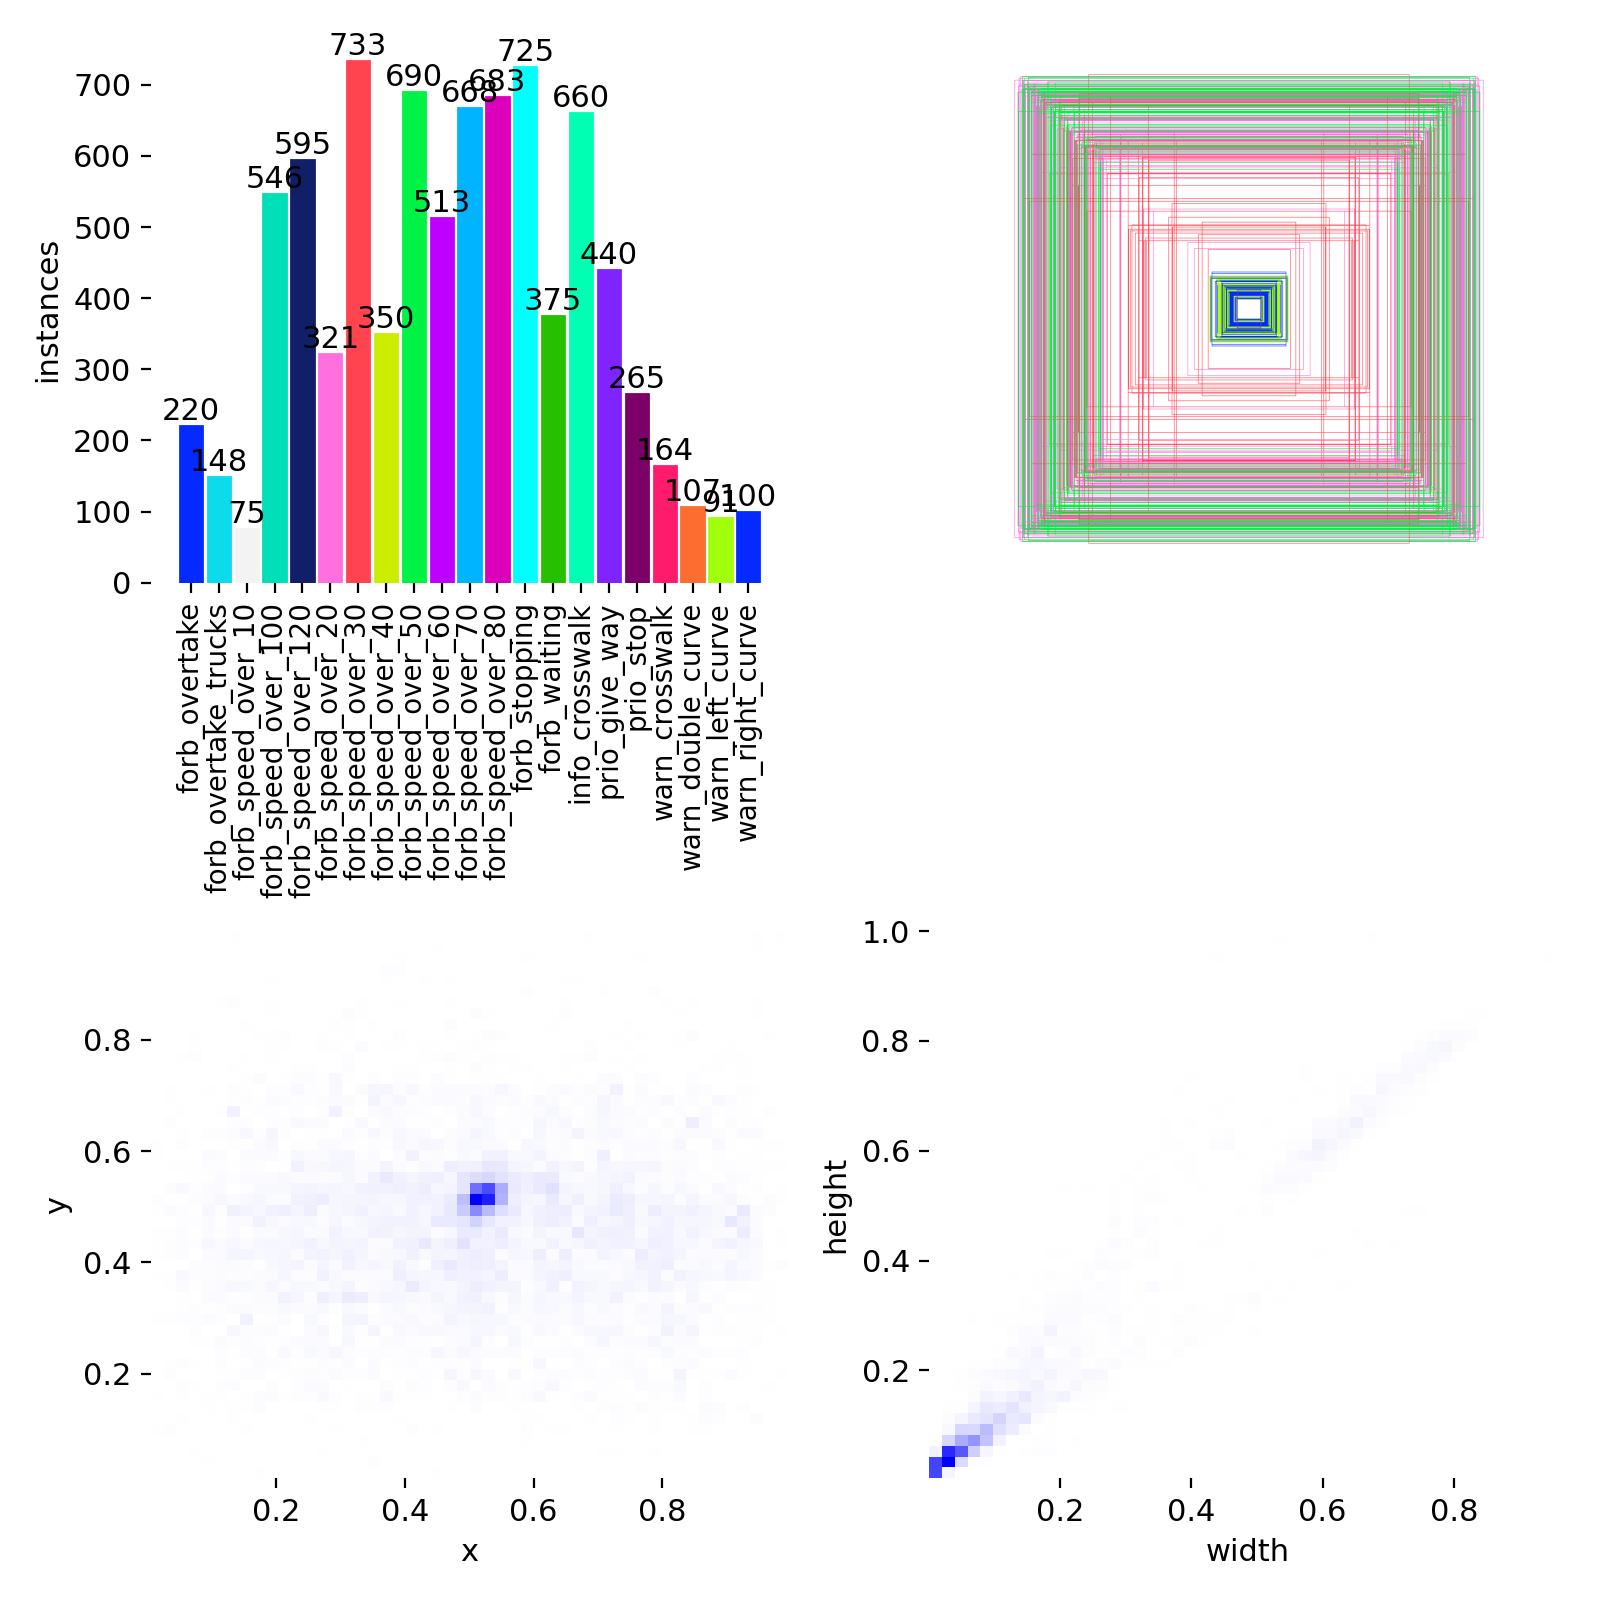 733
725
690
683
668
660
595
546
513
440
375
350
321
265
220
164
148
107
100
91
75
700
600
500
400
300
200
100
0
instances
forb_overtake
forb_overtake_trucks
forb_speed_over_10
forb_speed_over_100
forb_speed_over_120
forb_speed_over_20
forb_speed_over_30
forb_speed_over_40
forb_speed_over_50
forb_speed_over_60
forb_speed_over_70
forb_speed_over_80
forb_stopping
forb_waiting
info_crosswalk
prio_give_way
prio_stop
warn_crosswalk
warn_double_curve
warn_left_curve
warn_right_curve
0.8
0.6
0.4
0.2
y
0.2 0.4 0.6 0.8
x
1.0
0.8
0.6
0.4
0.2
height
0.2 0.4 0.6 0.8
width